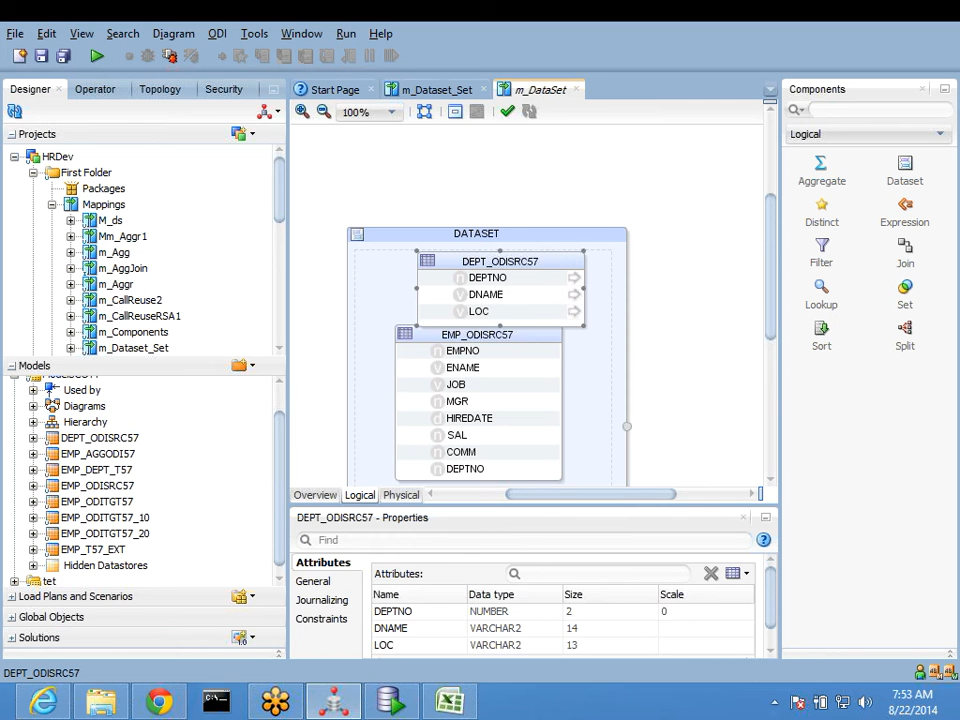 File Edit View Search Diagram ODI Tools Window Run Help
Designer Operator Topology Security
Start Page m_Dataset_Set m_DataSet
100%
Projects
HRDev
First Folder
Packages
Mappings
M_ds
Mm_Aggr1
m_Agg
m_AggJoin
m_Aggr
m_CallReuse2
m_CallReuseRSA1
m_Components
m_Dataset_Set
Models
Used by
Diagrams
Hierarchy
DEPT_ODISRC57
EMP_AGGODI57
EMP_DEPT_T57
EMP_ODISRC57
EMP_ODITGT57
EMP_ODITGT57_10
EMP_ODITGT57_20
EMP_T57_EXT
Hidden Datastores
tet
Load Plans and Scenarios
Global Objects
Solutions
DATASET
DEPT_ODISRC57
DEPTNO
DNAME
LOC
EMP_ODISRC57
EMPNO
ENAME
JOB
MGR
HIREDATE
SAL
COMM
DEPTNO
Overview Logical Physical
DEPT_ODISRC57 - Properties
Find
Attributes
General
Journalizing
Constraints
Attributes:
Name Data type Size Scale
DEPTNO NUMBER 2 0
DNAME VARCHAR2 14
LOC VARCHAR2 13
Components
Logical
Aggregate Dataset
Distinct Expression
Filter Join
Lookup Set
Sort Split
DEPT_ODISRC57
7:53 AM
8/22/2014